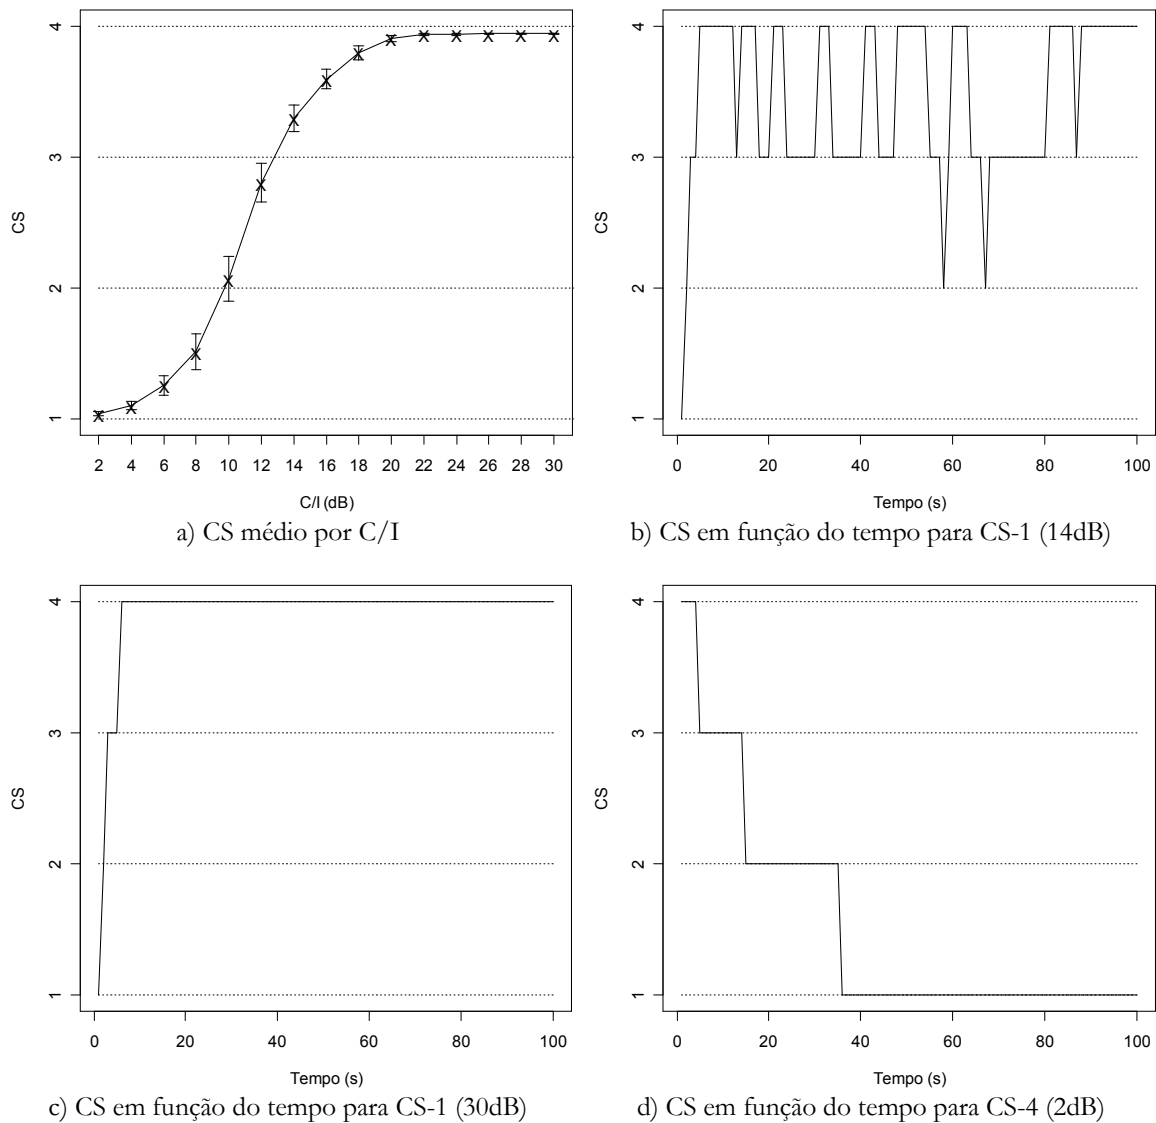 4
3
2
1
CS
2 4 6 8 10 12 14 16 18 20 22 24 26 28 30
C/I (dB)
a) CS médio por C/I
4
3
2
1
CS
0 20 40 60 80 100
Tempo (s)
b) CS em função do tempo para CS-1 (14dB)
4
3
2
1
CS
0 20 40 60 80 100
Tempo (s)
c) CS em função do tempo para CS-1 (30dB)
4
3
2
1
CS
0 20 40 60 80 100
Tempo (s)
d) CS em função do tempo para CS-4 (2dB)